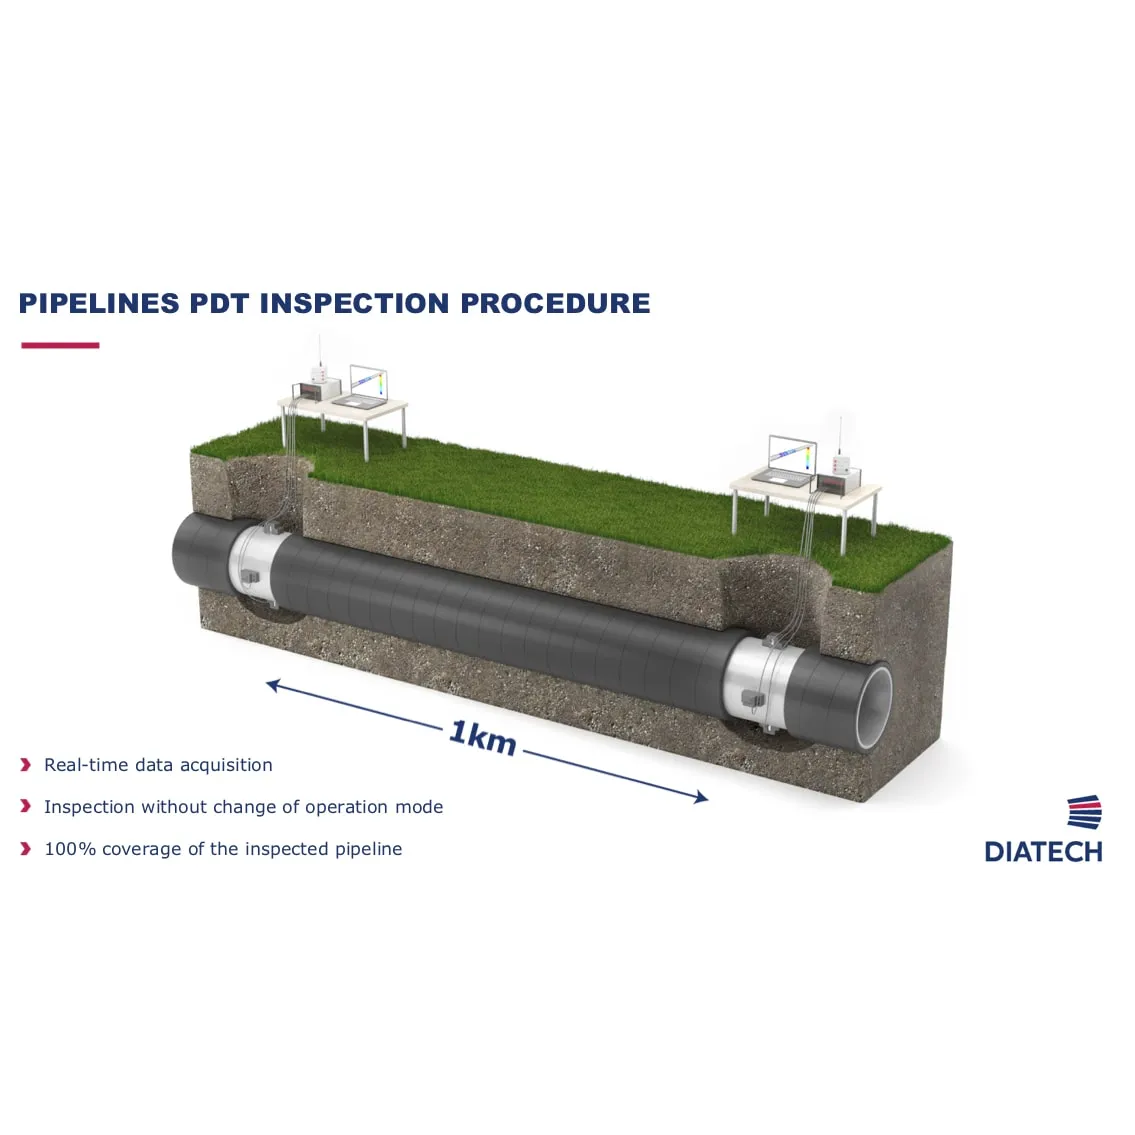 PIPELINES PDT INSPECTION PROCEDURE
1km
Real-time data acquisition
Inspection without change of operation mode
100% coverage of the inspected pipeline
DIATECH